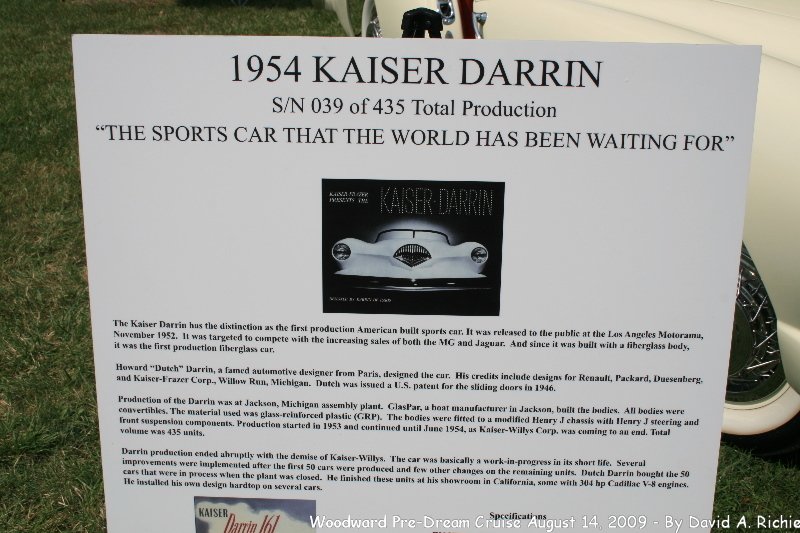 1954 KAISER DARRIN
S/N 039 of 435 Total Production
“THE SPORTS CAR THAT THE WORLD HAS BEEN WAITING FOR”
KAISER-FRAZER
PRESENTS THE
KAISER-DARRIN
The Kaiser Darrin has the distinction as the first production American built sports car. It was released to the public at the Los Angeles Motorama,
November 1952. It was targeted to compete with the increasing sales of both the MG and Jaguar. And since it was built with a fiberglass body,
it was the first production fiberglass car.
Howard “Dutch” Darrin, a famed automotive designer from Paris, designed the car. His credits include designs for Renault, Packard, Duesenberg,
and Kaiser-Frazer Corp., Willow Run, Michigan. Dutch was issued a U.S. patent for the sliding doors in 1946.
Production of the Darrin was at Jackson, Michigan assembly plant. GlasPar, a boat manufacturer in Jackson, built the bodies. All bodies were
convertibles. The material used was glass-reinforced plastic (GRP). The bodies were fitted to a modified Henry J chassis with Henry J steering and
front suspension components. Production started in 1953 and continued until June 1954, as Kaiser-Willys Corp. was coming to an end. Total
volume was 435 units.
Darrin production ended abruptly with the demise of Kaiser-Willys. The car was basically a work-in-progress in its short life. Several
improvements were implemented after the first 50 cars were produced and few other changes on the remaining units. Dutch Darrin bought the 50
cars that were in process when the plant was closed. He finished these units at his showroom in California, some with 304 hp Cadillac V-8 engines.
He installed his own design hardtop on several cars.
KAISER
Darrin 161
Specifications
Woodward Pre-Dream Cruise August 14, 2009 - By David A. Richie